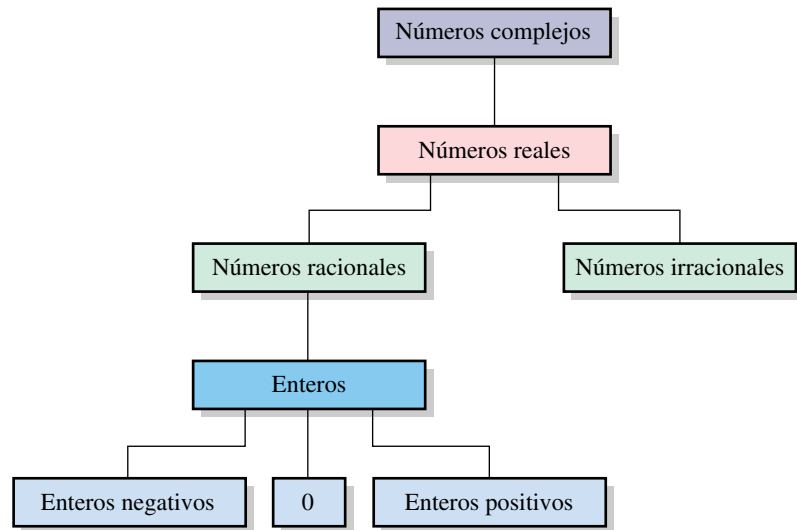 Números complejos
Números reales
Números racionales
Números irracionales
Enteros
Enteros negativos
0
Enteros positivos